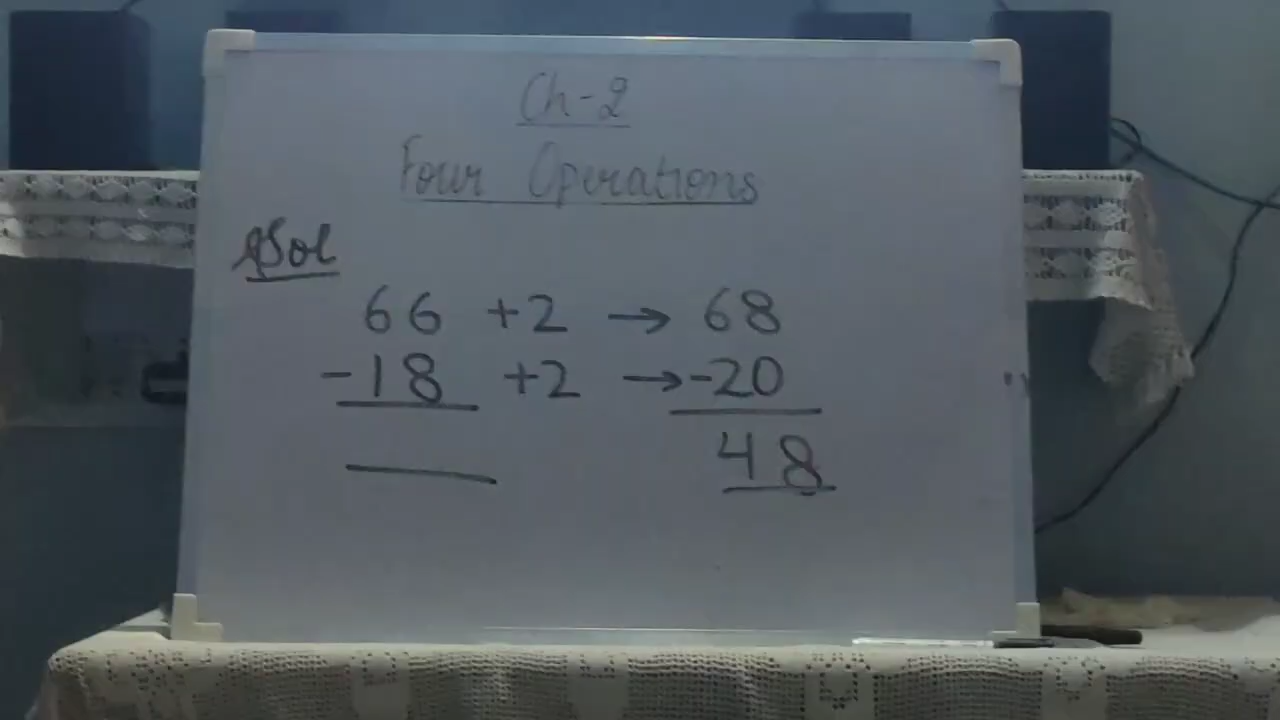 Ch-2
Four Operations
Sol
66 +2 → 68
-18 +2 → -20
48